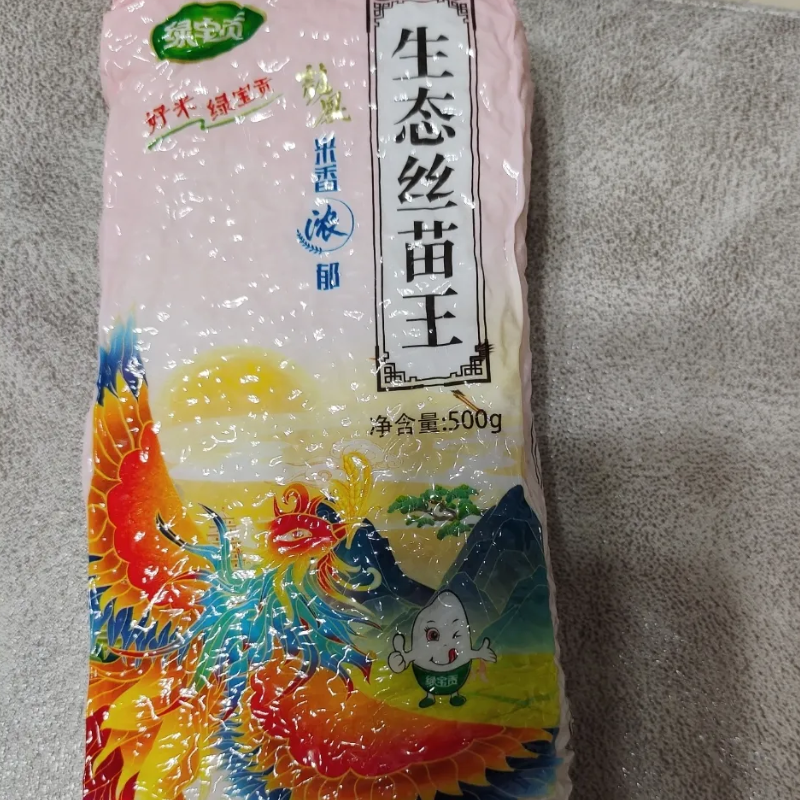 绿宝贡
好米 绿宝贡
米香浓郁
生态丝苗王
净含量:500g
绿宝贡